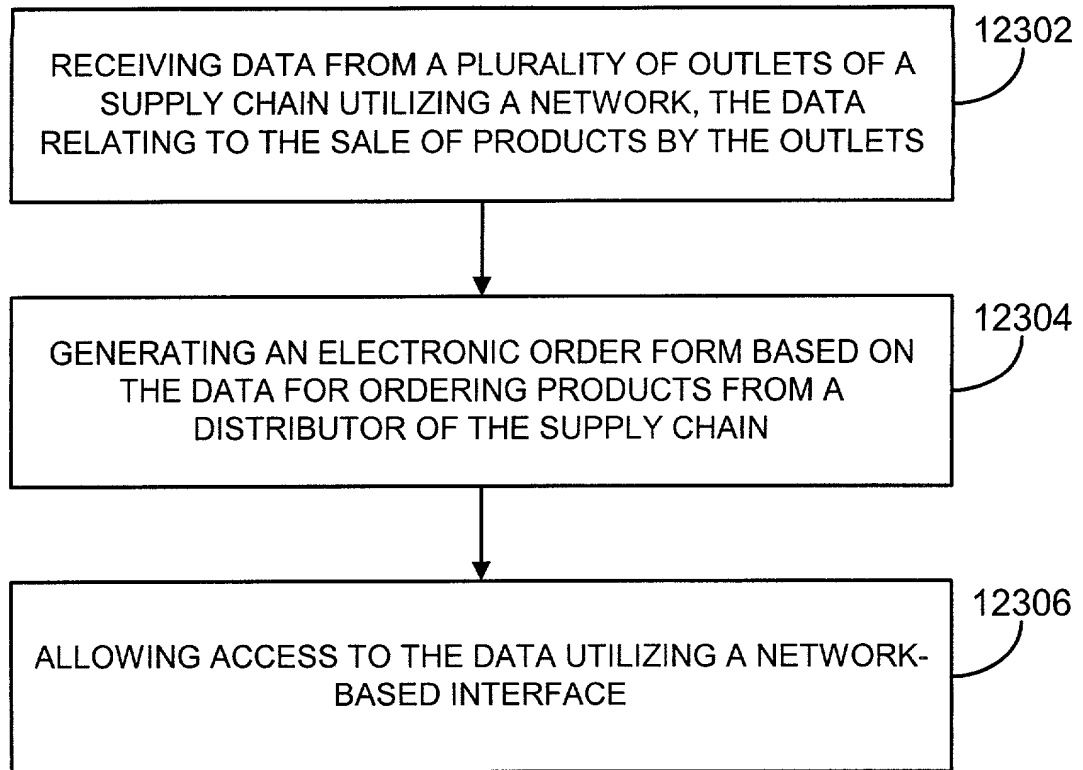 12302
RECEIVING DATA FROM A PLURALITY OF OUTLETS OF A
SUPPLY CHAIN UTILIZING A NETWORK, THE DATA
RELATING TO THE SALE OF PRODUCTS BY THE OUTLETS
12304
GENERATING AN ELECTRONIC ORDER FORM BASED ON
THE DATA FOR ORDERING PRODUCTS FROM A
DISTRIBUTOR OF THE SUPPLY CHAIN
12306
ALLOWING ACCESS TO THE DATA UTILIZING A NETWORK-
BASED INTERFACE